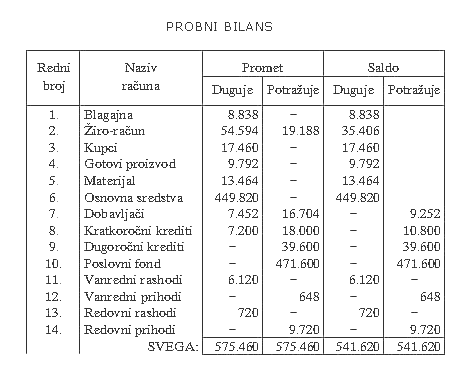 PROBNI BILANS
Redni broj Naziv računa Promet Saldo
Duguje Potražuje Duguje Potražuje
1. Blagajna 8.838 – 8.838
2. Žiro-račun 54.594 19.188 35.406
3. Kupci 17.460 – 17.460
4. Gotovi proizvod 9.792 – 9.792
5. Materijal 13.464 – 13.464
6. Osnovna sredstva 449.820 – 449.820
7. Dobavljači 7.452 16.704 – 9.252
8. Kratkoročni krediti 7.200 18.000 – 10.800
9. Dugoročni krediti – 39.600 – 39.600
10. Poslovni fond – 471.600 – 471.600
11. Vanredni rashodi 6.120 – 6.120 –
12. Vanredni prihodi – 648 – 648
13. Redovni rashodi 720 – 720 –
14. Redovni prihodi – 9.720 – 9.720
SVEGA: 575.460 575.460 541.620 541.620